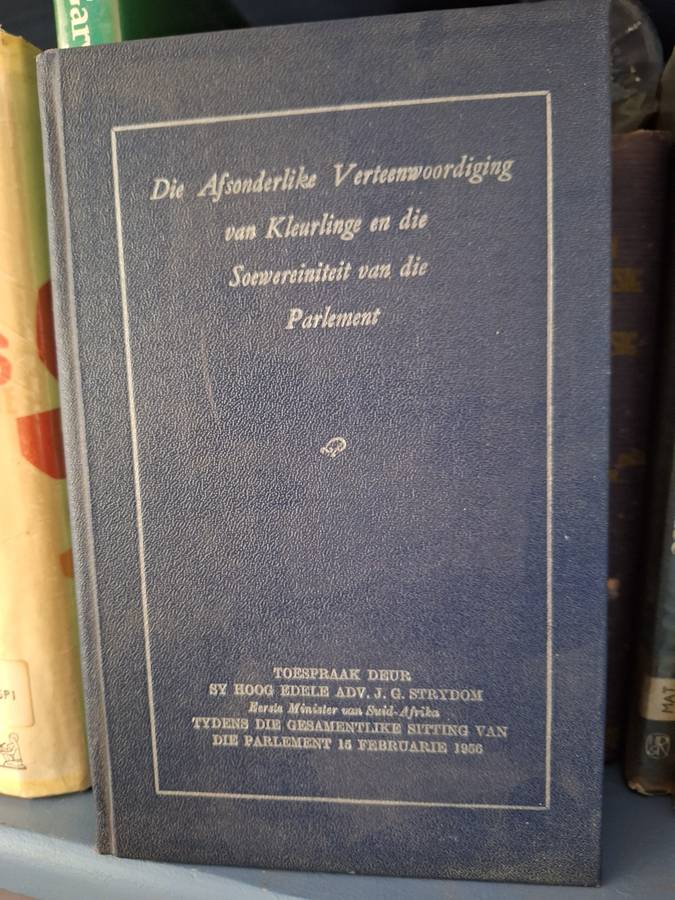 Die Afsonderlike Verteenwoordiging
van Kleurlinge en die
Soewereiniteit van die
Parlement
TOESPRAAK DEUR
SY HOOG EDELE ADV. J. G. STRYDOM
Eerste Minister van Suid-Afrika
TYDENS DIE GESAMENTLIKE SITTING VAN
DIE PARLEMENT 15 FEBRUARIE 1956
MAT